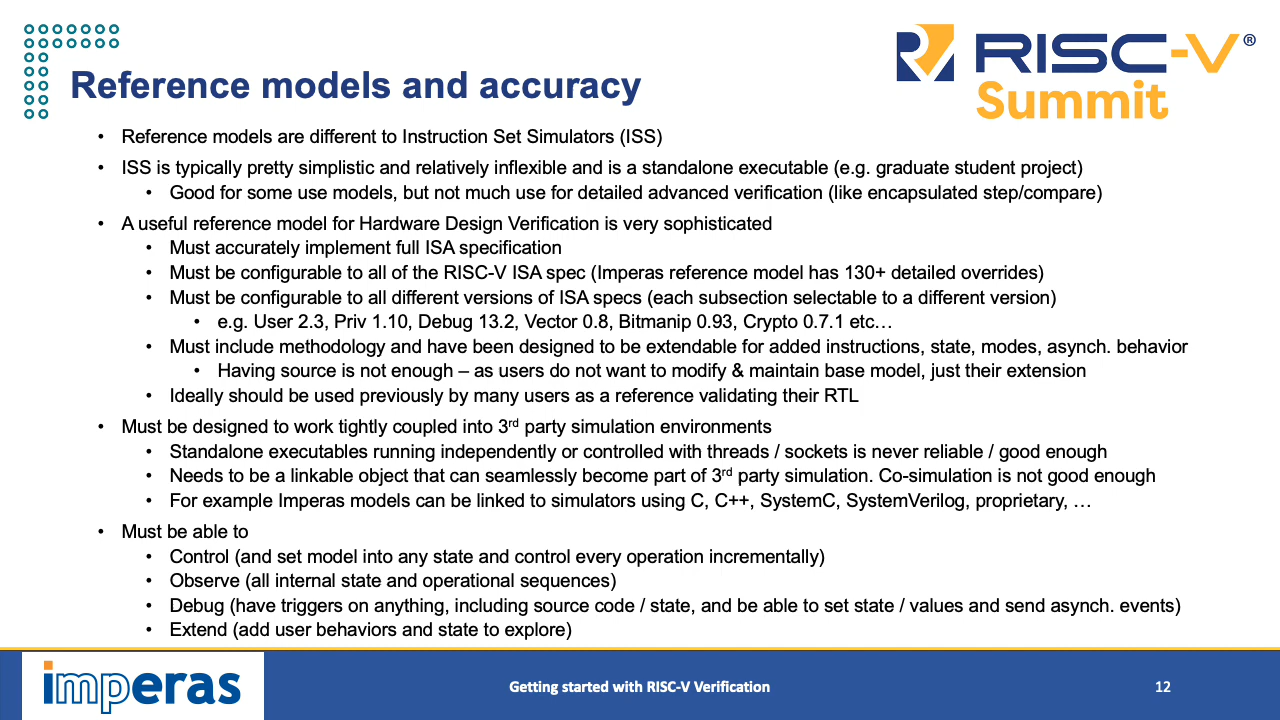 RISC-V®
Summit
Reference models and accuracy
• Reference models are different to Instruction Set Simulators (ISS)
• ISS is typically pretty simplistic and relatively inflexible and is a standalone executable (e.g. graduate student project)
• Good for some use models, but not much use for detailed advanced verification (like encapsulated step/compare)
• A useful reference model for Hardware Design Verification is very sophisticated
• Must accurately implement full ISA specification
• Must be configurable to all of the RISC-V ISA spec (Imperas reference model has 130+ detailed overrides)
• Must be configurable to all different versions of ISA specs (each subsection selectable to a different version)
• e.g. User 2.3, Priv 1.10, Debug 13.2, Vector 0.8, Bitmanip 0.93, Crypto 0.7.1 etc…
• Must include methodology and have been designed to be extendable for added instructions, state, modes, asynch. behavior
• Having source is not enough – as users do not want to modify & maintain base model, just their extension
• Ideally should be used previously by many users as a reference validating their RTL
• Must be designed to work tightly coupled into 3rd party simulation environments
• Standalone executables running independently or controlled with threads / sockets is never reliable / good enough
• Needs to be a linkable object that can seamlessly become part of 3rd party simulation. Co-simulation is not good enough
• For example Imperas models can be linked to simulators using C, C++, SystemC, SystemVerilog, proprietary, …
• Must be able to
• Control (and set model into any state and control every operation incrementally)
• Observe (all internal state and operational sequences)
• Debug (have triggers on anything, including source code / state, and be able to set state / values and send asynch. events)
• Extend (add user behaviors and state to explore)
imperas
Getting started with RISC-V Verification
12